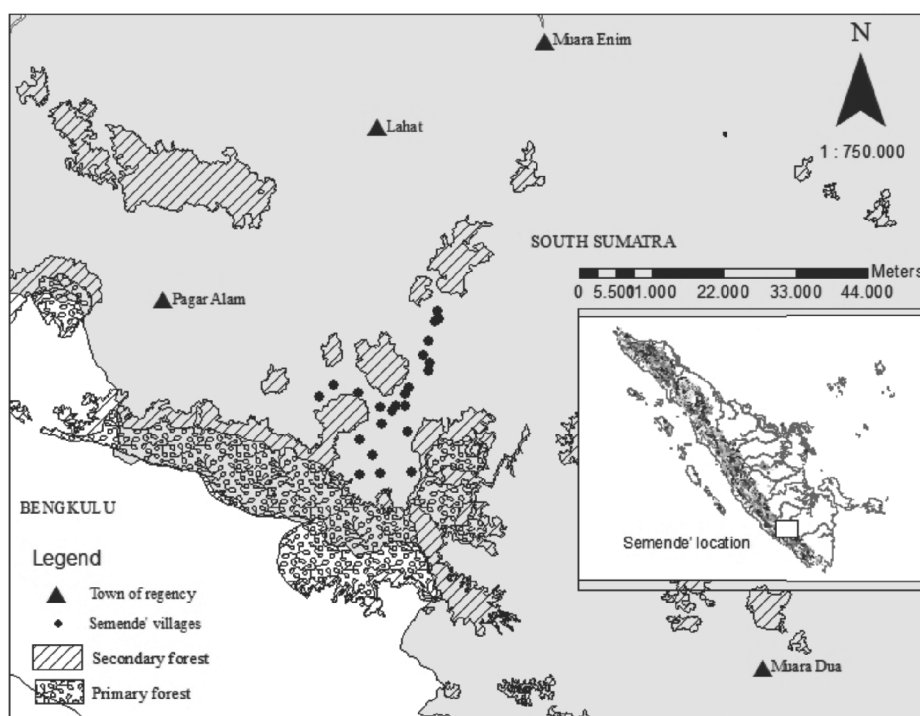 Muara Enim
N
Lahat
1 : 750.000
SOUTH SUMATRA
Meters
0 5.500 11.000 22.000 33.000 44.000
Pagar Alam
BENGKULU
Semende' location
Legend
Town of regency
Semende' villages
Secondary forest
Primary forest
Muara Dua